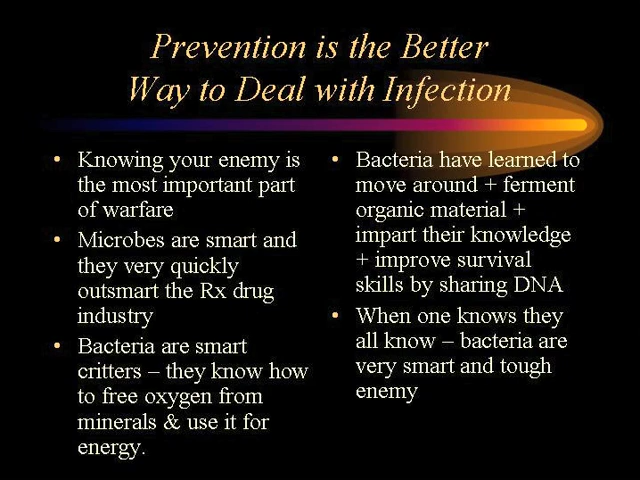 Prevention is the Better
Way to Deal with Infection
• Knowing your enemy is
the most important part
of warfare
• Microbes are smart and
they very quickly
outsmart the Rx drug
industry
• Bacteria are smart
critters – they know how
to free oxygen from
minerals & use it for
energy.
• Bacteria have learned to
move around + ferment
organic material +
impart their knowledge
+ improve survival
skills by sharing DNA
• When one knows they
all know – bacteria are
very smart and tough
enemy